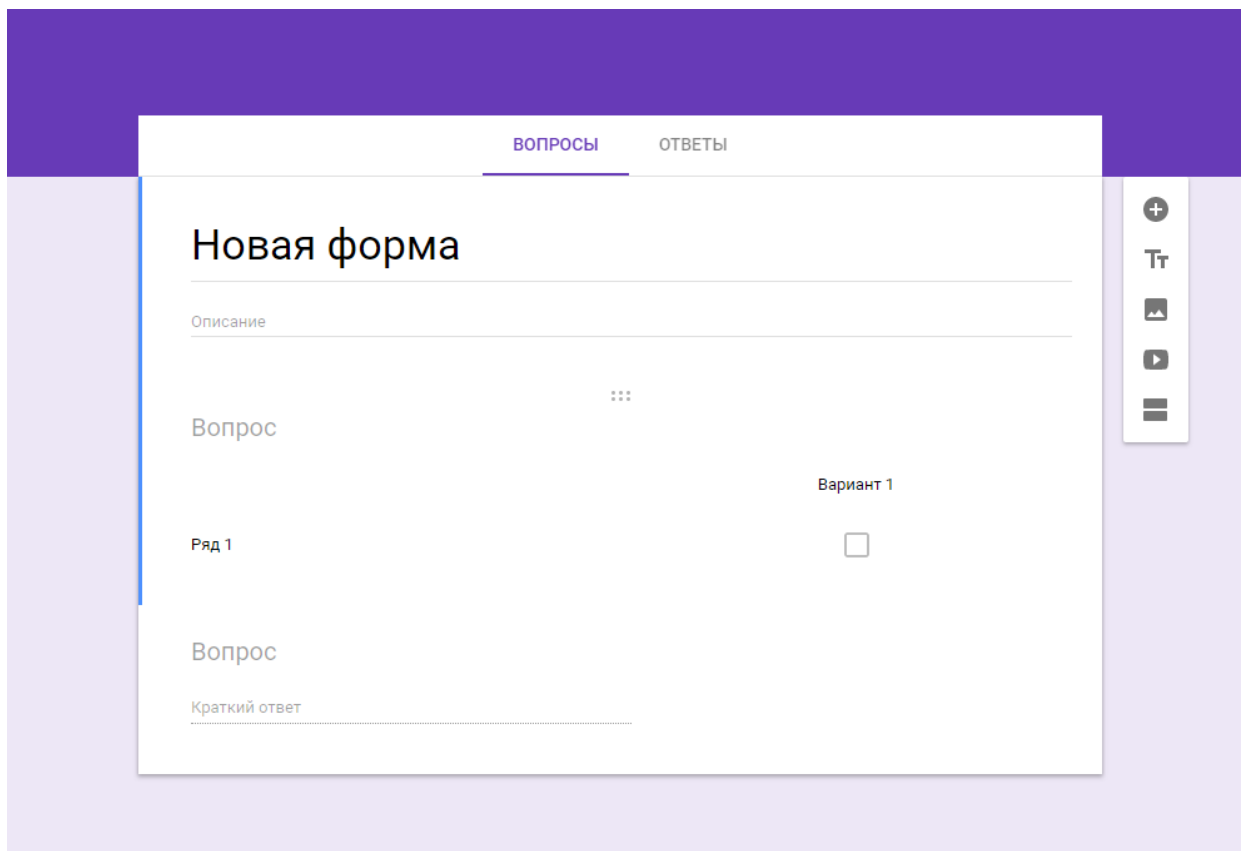 ВОПРОСЫ ОТВЕТЫ
Новая форма
Описание
Вопрос
Вариант 1
Ряд 1
Вопрос
Краткий ответ